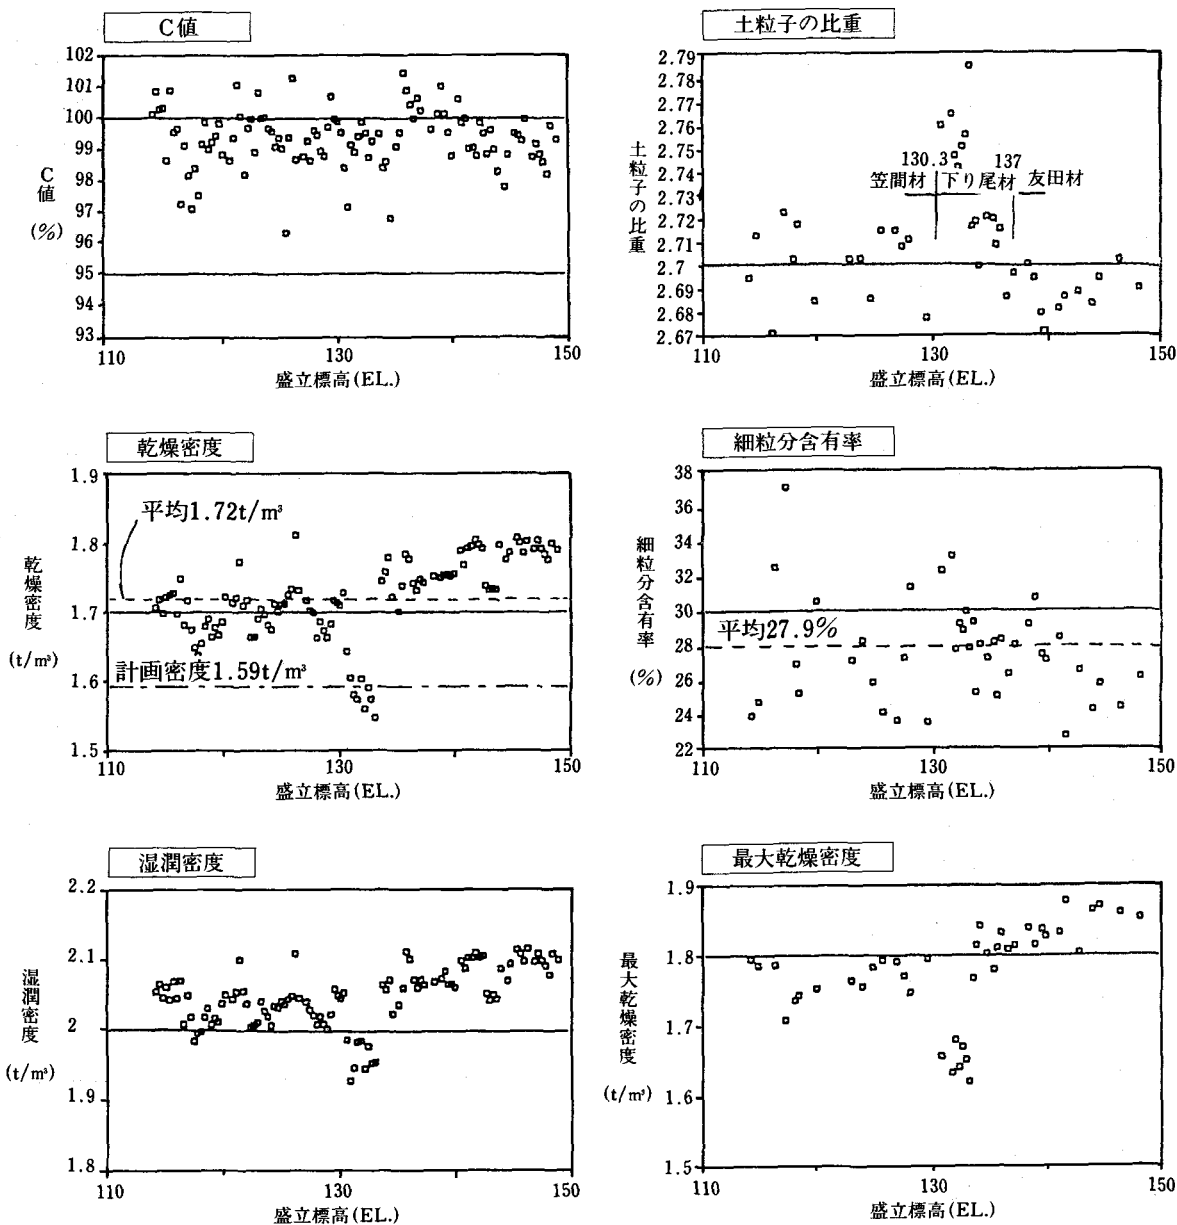 C値
102
101
100
99
98
97
96
95
94
93
C値
(%)
110
130
150
盛立標高(EL.)
土粒子の比重
2.79
2.78
2.77
2.76
2.75
2.74
2.73
2.72
2.71
2.7
2.69
2.68
2.67
土粒子の比重
130.3
137
笠間材
下り尾材
友田材
110
130
150
盛立標高(EL.)
乾燥密度
1.9
1.8
1.7
1.6
1.5
乾燥密度
(t/m³)
平均1.72t/m³
計画密度1.59t/m³
110
130
150
盛立標高(EL.)
細粒分含有率
38
36
34
32
30
28
26
24
22
細粒分含有率
(%)
平均27.9%
110
130
150
盛立標高(EL.)
湿潤密度
2.2
2.1
2
1.9
1.8
湿潤密度
(t/m³)
110
130
150
盛立標高(EL.)
最大乾燥密度
1.9
1.8
1.7
1.6
1.5
最大乾燥密度
(t/m³)
110
130
150
盛立標高(EL.)